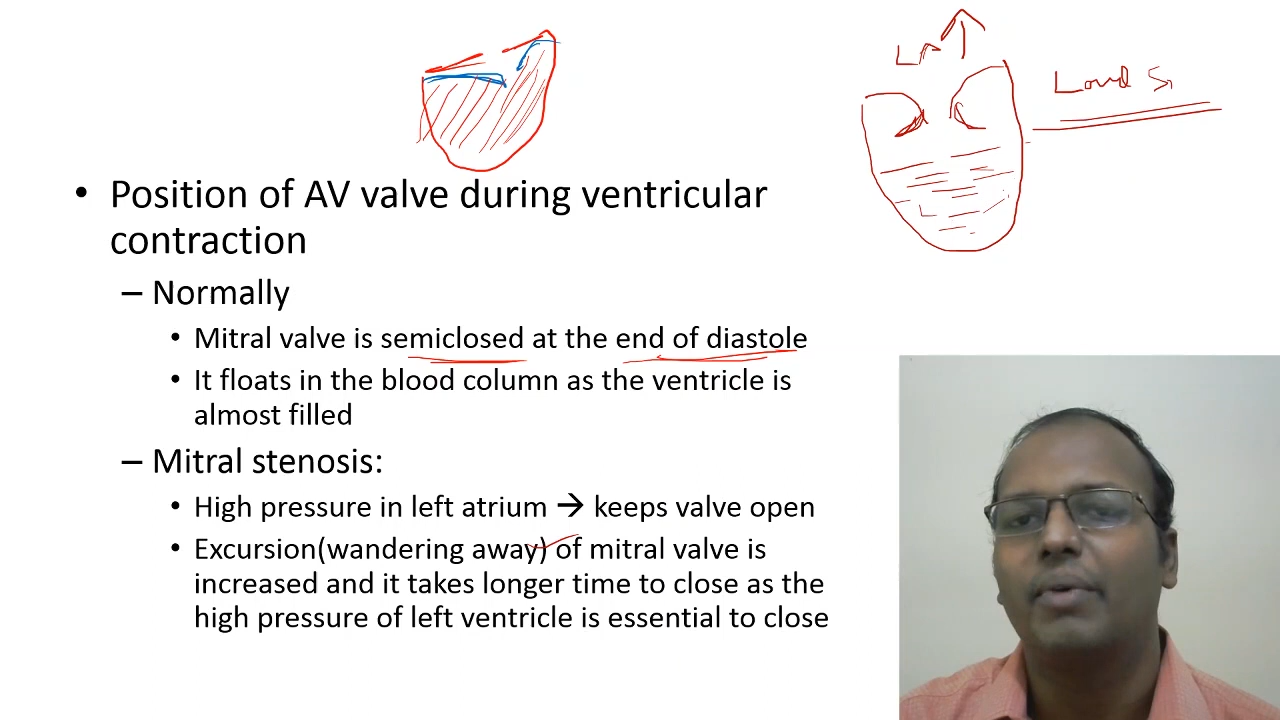 Loud S₁
• Position of AV valve during ventricular
contraction
– Normally
• Mitral valve is semiclosed at the end of diastole
• It floats in the blood column as the ventricle is
almost filled
– Mitral stenosis:
• High pressure in left atrium → keeps valve open
• Excursion(wandering away) of mitral valve is
increased and it takes longer time to close as the
high pressure of left ventricle is essential to close